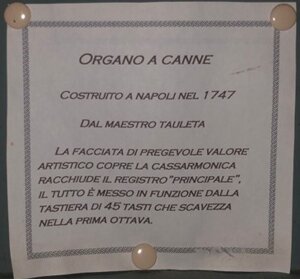 ORGANO A CANNE
COSTRUITO A NAPOLI NEL 1747
DAL MAESTRO TAULETA
LA FACCIATA DI PREGEVOLE VALORE
ARTISTICO COPRE LA CASSARMONICA
RACCHIUDE IL REGISTRO "PRINCIPALE",
IL TUTTO È MESSO IN FUNZIONE DALLA
TASTIERA DI 45 TASTI CHE SCAVEZZA
NELLA PRIMA OTTAVA.